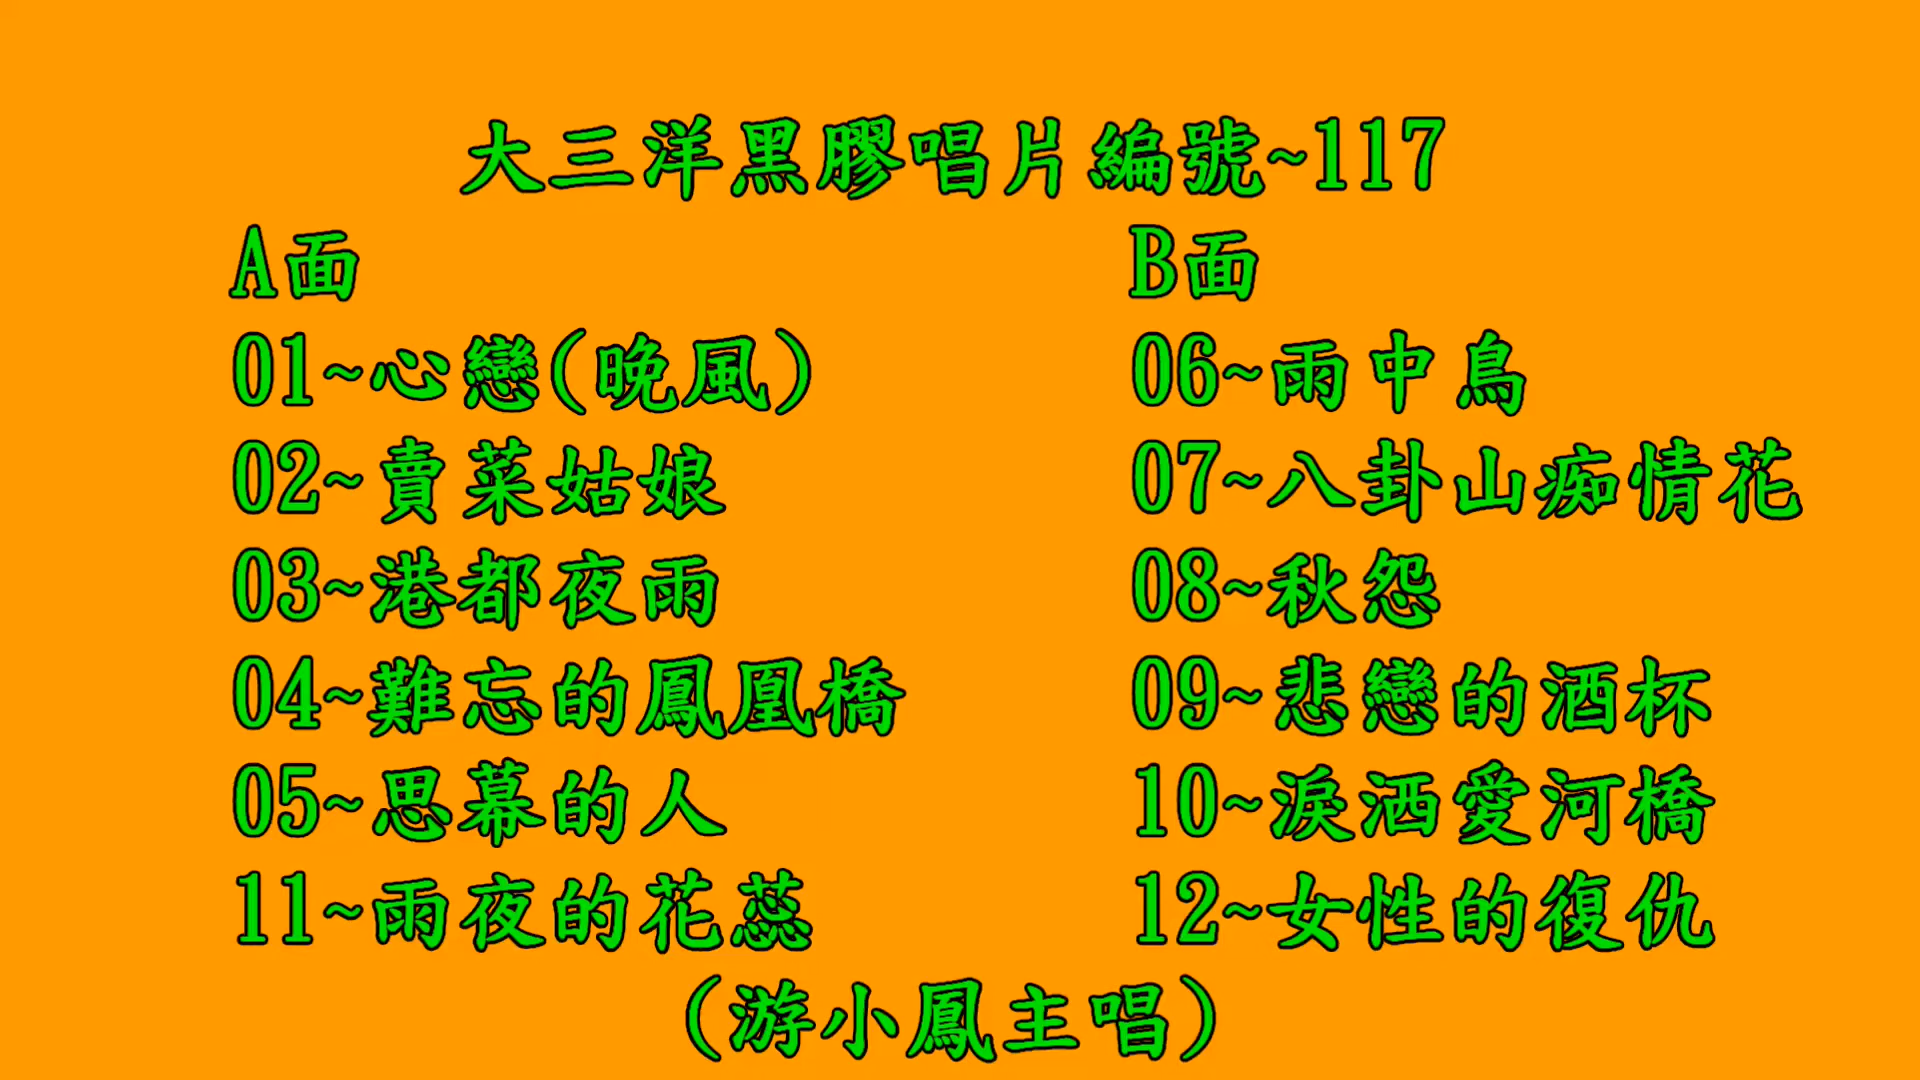 大三洋黑膠唱片編號~117
A面
01~心戀(晚風)
02~賣菜姑娘
03~港都夜雨
04~難忘的鳳凰橋
05~思幕的人
11~雨夜的花蕊
B面
06~雨中鳥
07~八卦山痴情花
08~秋怨
09~悲戀的酒杯
10~淚洒愛河橋
12~女性的復仇
(游小鳳主唱)